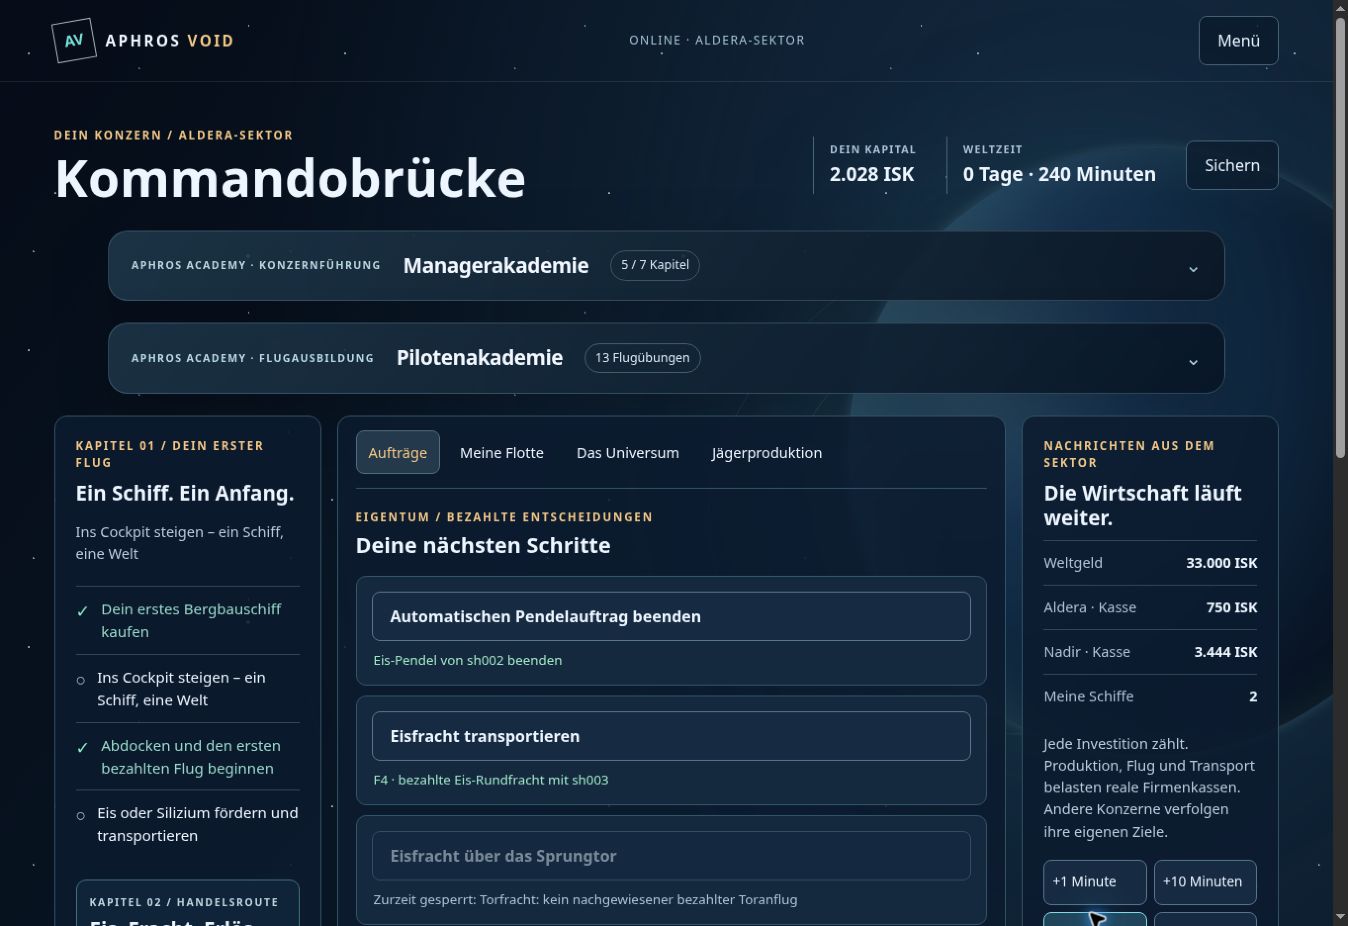 AV APHROS VOID
ONLINE · ALDERA-SEKTOR
Menü
DEIN KONZERN / ALDERA-SEKTOR
Kommandobrücke
DEIN KAPITAL
2.028 ISK
WELTZEIT
0 Tage · 240 Minuten
Sichern
APHROS ACADEMY · KONZERNFÜHRUNG Managerakademie 5 / 7 Kapitel
APHROS ACADEMY · FLUGAUSBILDUNG Pilotenakademie 13 Flugübungen
KAPITEL 01 / DEIN ERSTER
FLUG
Ein Schiff. Ein Anfang.
Ins Cockpit steigen – ein Schiff,
eine Welt
✓ Dein erstes Bergbauschiff
kaufen
○ Ins Cockpit steigen – ein
Schiff, eine Welt
✓ Abdocken und den ersten
bezahlten Flug beginnen
○ Eis oder Silizium fördern und
transportieren
KAPITEL 02 / HANDELSROUTE
Aufträge Meine Flotte Das Universum Jägerproduktion
EIGENTUM / BEZAHLTE ENTSCHEIDUNGEN
Deine nächsten Schritte
Automatischen Pendelauftrag beenden
Eis-Pendel von sh002 beenden
Eisfracht transportieren
F4 · bezahlte Eis-Rundfracht mit sh003
Eisfracht über das Sprungtor
Zurzeit gesperrt: Torfracht: kein nachgewiesener bezahlter Toranflug
NACHRICHTEN AUS DEM
SEKTOR
Die Wirtschaft läuft
weiter.
Weltgeld 33.000 ISK
Aldera · Kasse 750 ISK
Nadir · Kasse 3.444 ISK
Meine Schiffe 2
Jede Investition zählt.
Produktion, Flug und Transport
belasten reale Firmenkassen.
Andere Konzerne verfolgen
ihre eigenen Ziele.
+1 Minute +10 Minuten